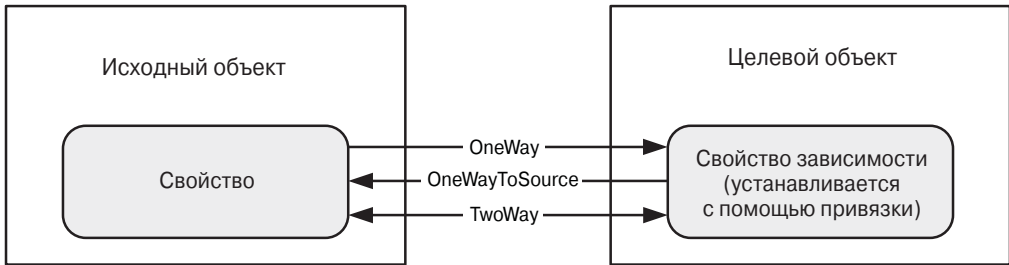 Исходный объект
Целевой объект
Свойство
OneWay
OneWayToSource
TwoWay
Свойство зависимости
(устанавливается
с помощью привязки)